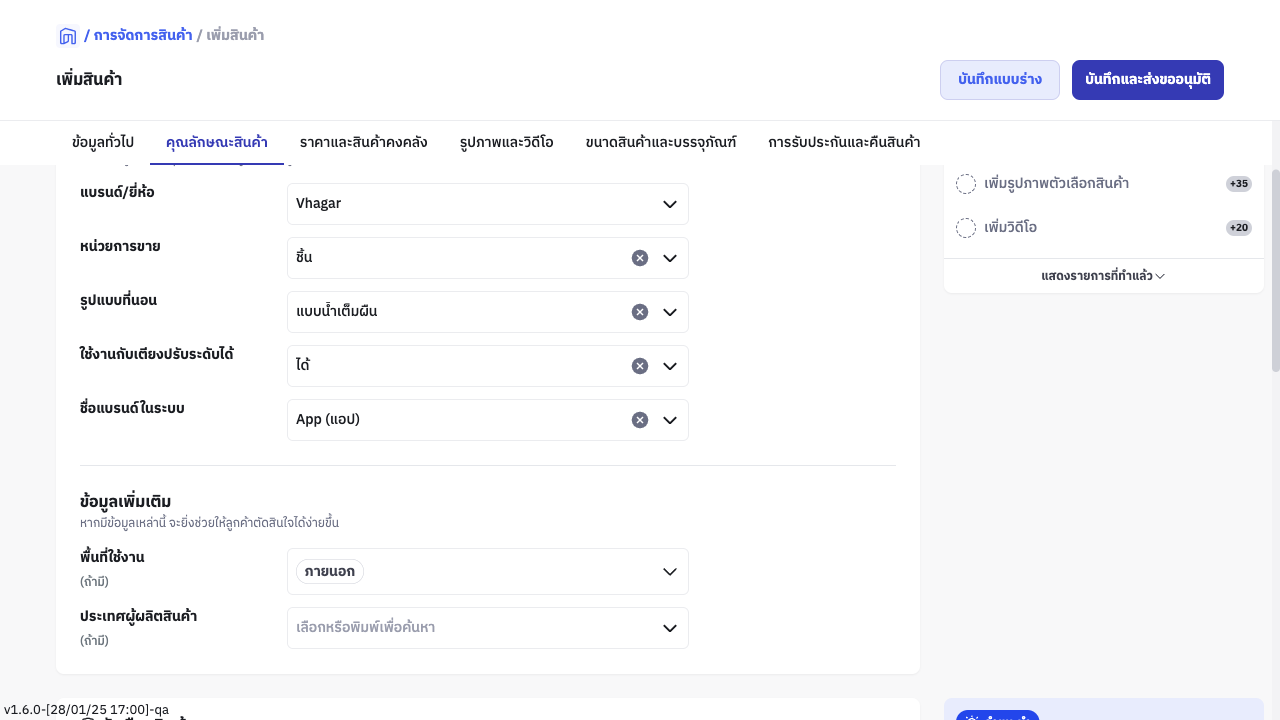 / การจัดการสินค้า / เพิ่มสินค้า
เพิ่มสินค้า
บันทึกแบบร่าง
บันทึกและส่งขออนุมัติ
ข้อมูลทั่วไป
คุณลักษณะสินค้า
ราคาและสินค้าคงคลัง
รูปภาพและวิดีโอ
ขนาดสินค้าและบรรจุภัณฑ์
การรับประกันและคืนสินค้า
แบรนด์/ยี่ห้อ
Vhagar
หน่วยการขาย
ชิ้น
รูปแบบที่นอน
แบบน้ำเต็มผืน
ใช้งานกับเตียงปรับระดับได้
ได้
ชื่อแบรนด์ในระบบ
App (แอป)
ข้อมูลเพิ่มเติม
หากมีข้อมูลเหล่านี้ จะยิ่งช่วยให้ลูกค้าตัดสินใจได้ง่ายขึ้น
พื้นที่ใช้งาน
(ถ้ามี)
ภายนอก
ประเทศผู้ผลิตสินค้า
(ถ้ามี)
เลือกหรือพิมพ์เพื่อค้นหา
เพิ่มรูปภาพตัวเลือกสินค้า
+35
เพิ่มวิดีโอ
+20
แสดงรายการที่ทำแล้ว
v1.6.0-[28/01/25 17:00]-qa